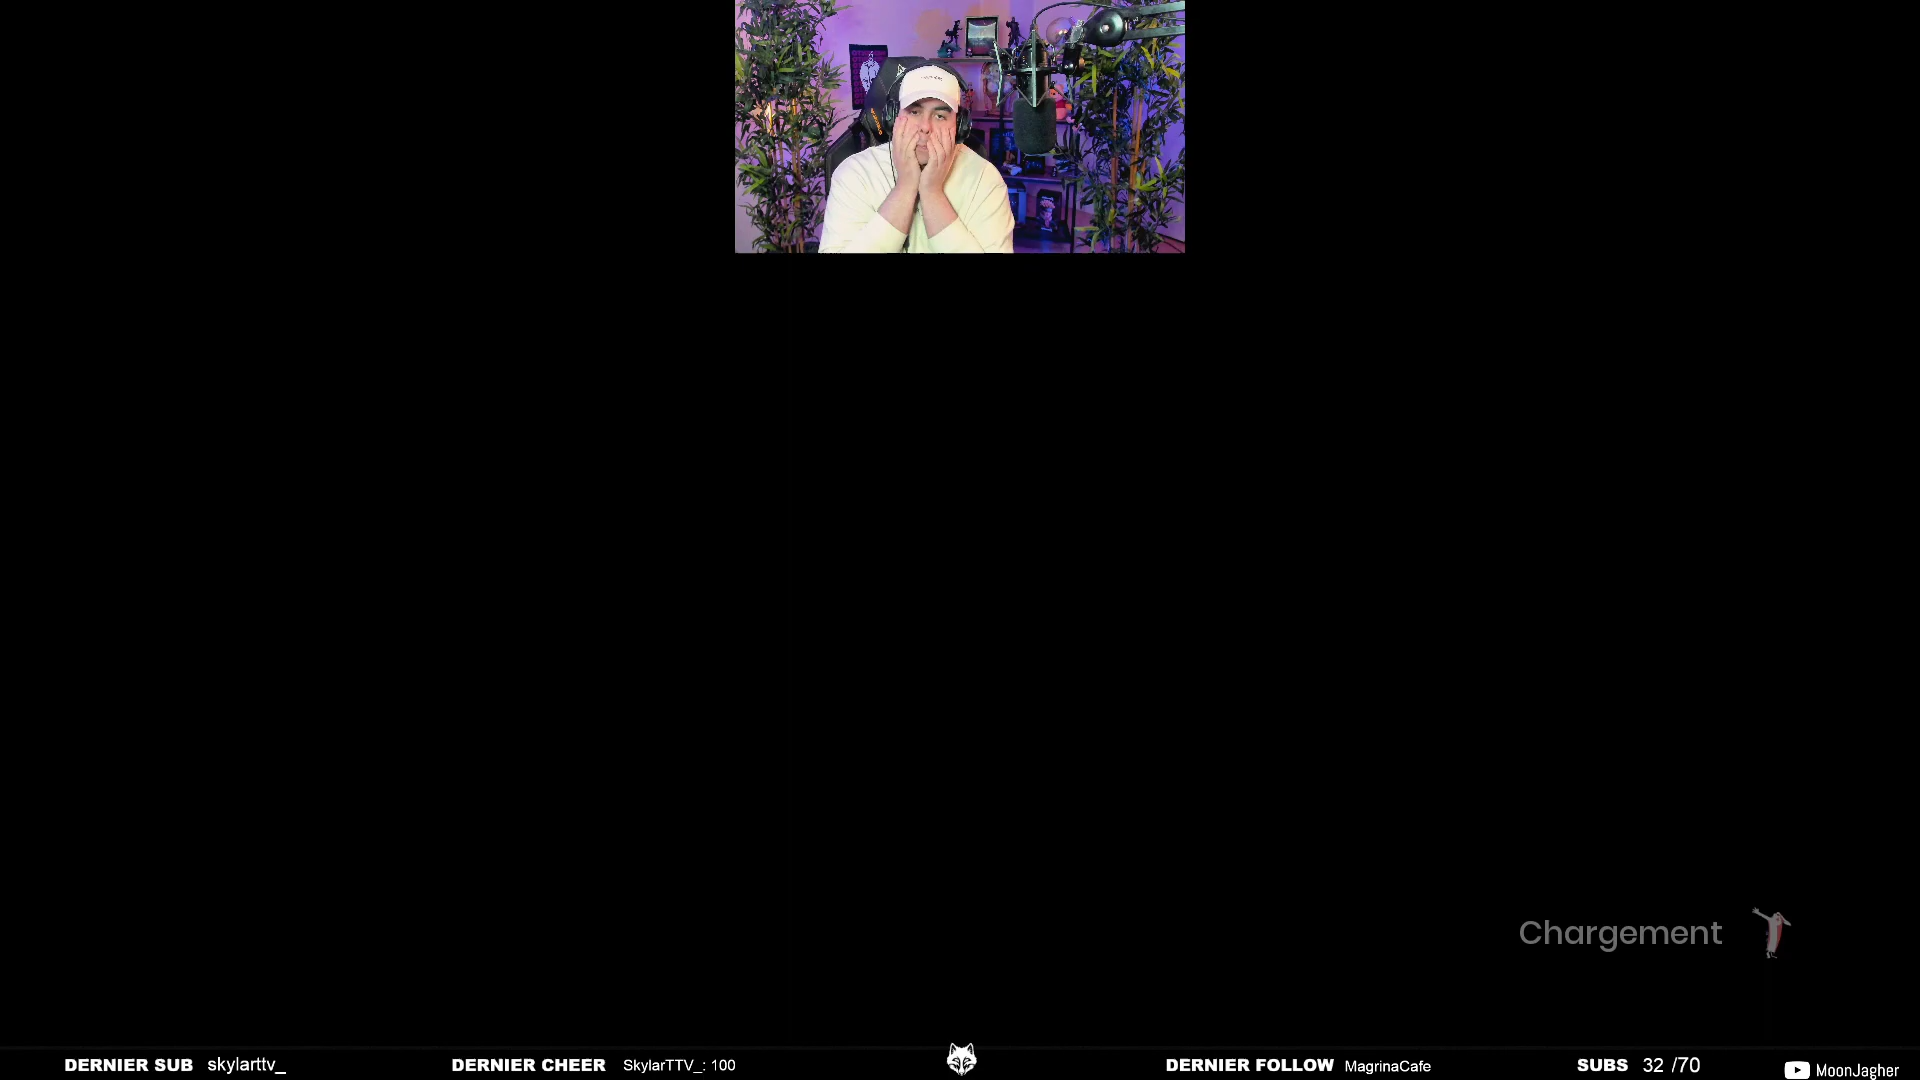 Chargement
DERNIER SUB skylarttv_
DERNIER CHEER SkylarTTV_: 100
DERNIER FOLLOW MagrinaCafe
SUBS 32 /70
MoonJagher